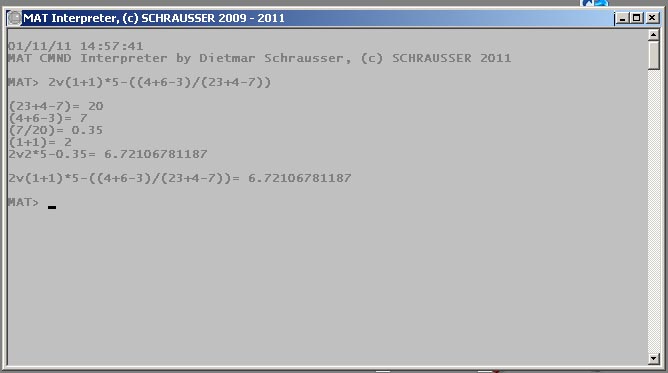 MAT Interpreter, (c) SCHRAUSSER 2009 - 2011
01/11/11 14:57:41
MAT CMND Interpreter by Dietmar Schrausser, (c) SCHRAUSSER 2011
MAT> 2v(1+1)*5-((4+6-3)/(23+4-7))
(23+4-7)= 20
(4+6-3)= 7
(7/20)= 0.35
(1+1)= 2
2v2*5-0.35= 6.72106781187
2v(1+1)*5-((4+6-3)/(23+4-7))= 6.72106781187
MAT>